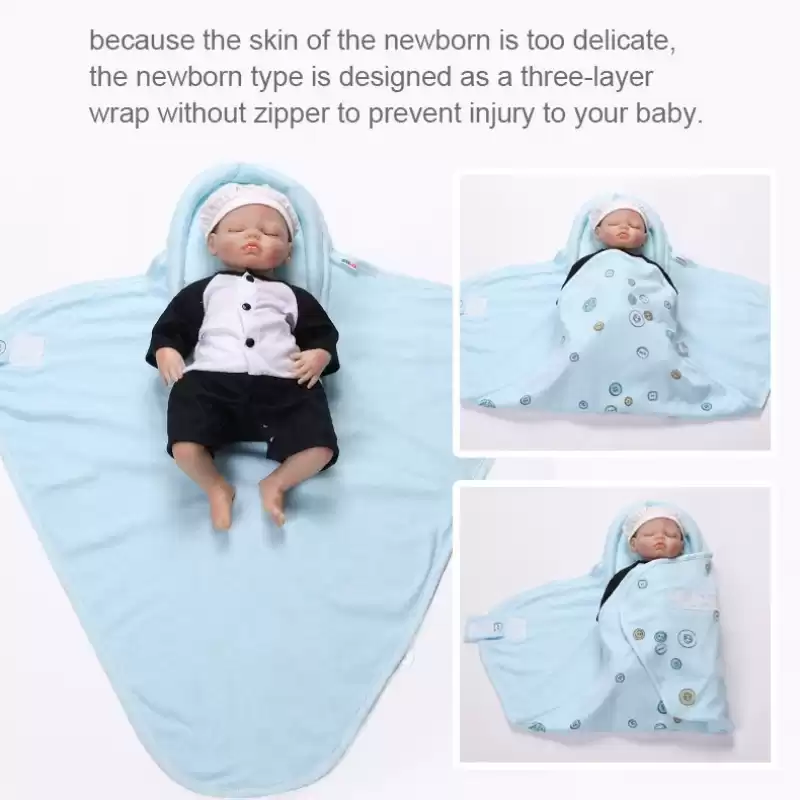 because the skin of the newborn is too delicate,
the newborn type is designed as a three-layer
wrap without zipper to prevent injury to your baby.